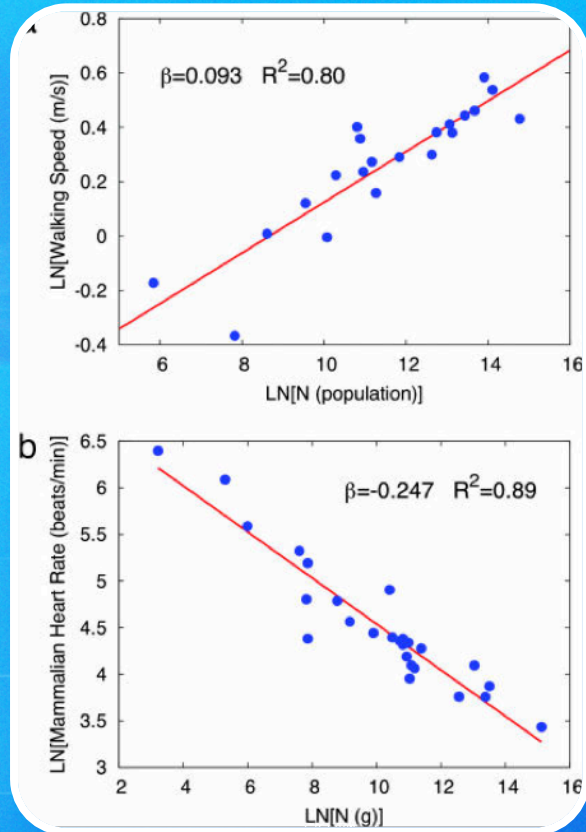 a
0.8
0.6
0.4
0.2
0
-0.2
-0.4
LN[Walking Speed (m/s)]
β=0.093 R²=0.80
6 8 10 12 14 16
LN[N (population)]
b
6.5
6
5.5
5
4.5
4
3.5
3
LN[Mammalian Heart Rate (beats/min)]
β=-0.247 R²=0.89
2 4 6 8 10 12 14 16
LN[N (g)]